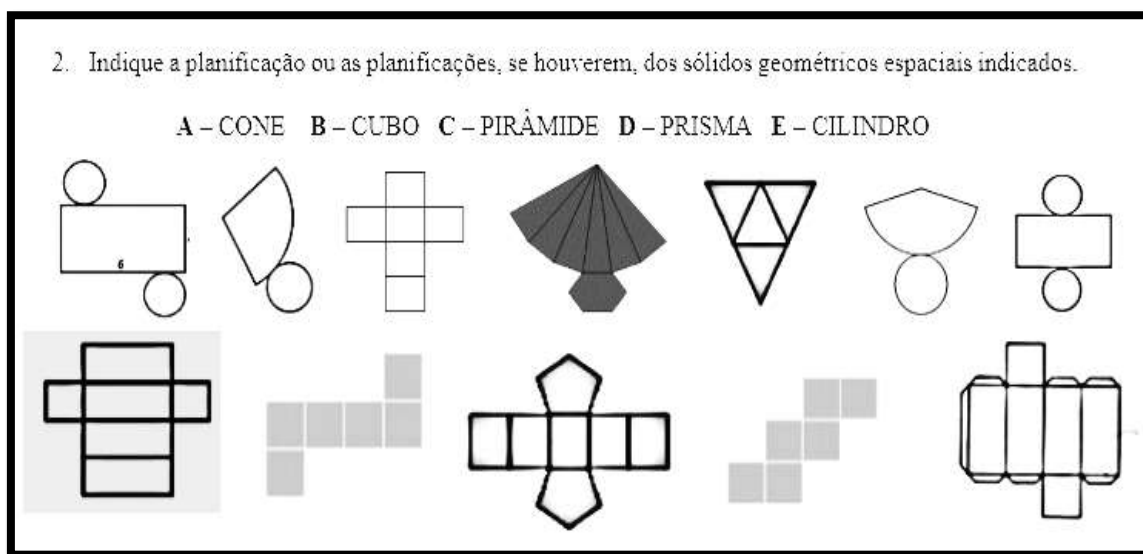 2. Indique a planificação ou as planificações, se houverem, dos sólidos geométricos espaciais indicados.
A – CONE B – CUBO C – PIRÂMIDE D – PRISMA E – CILINDRO
6